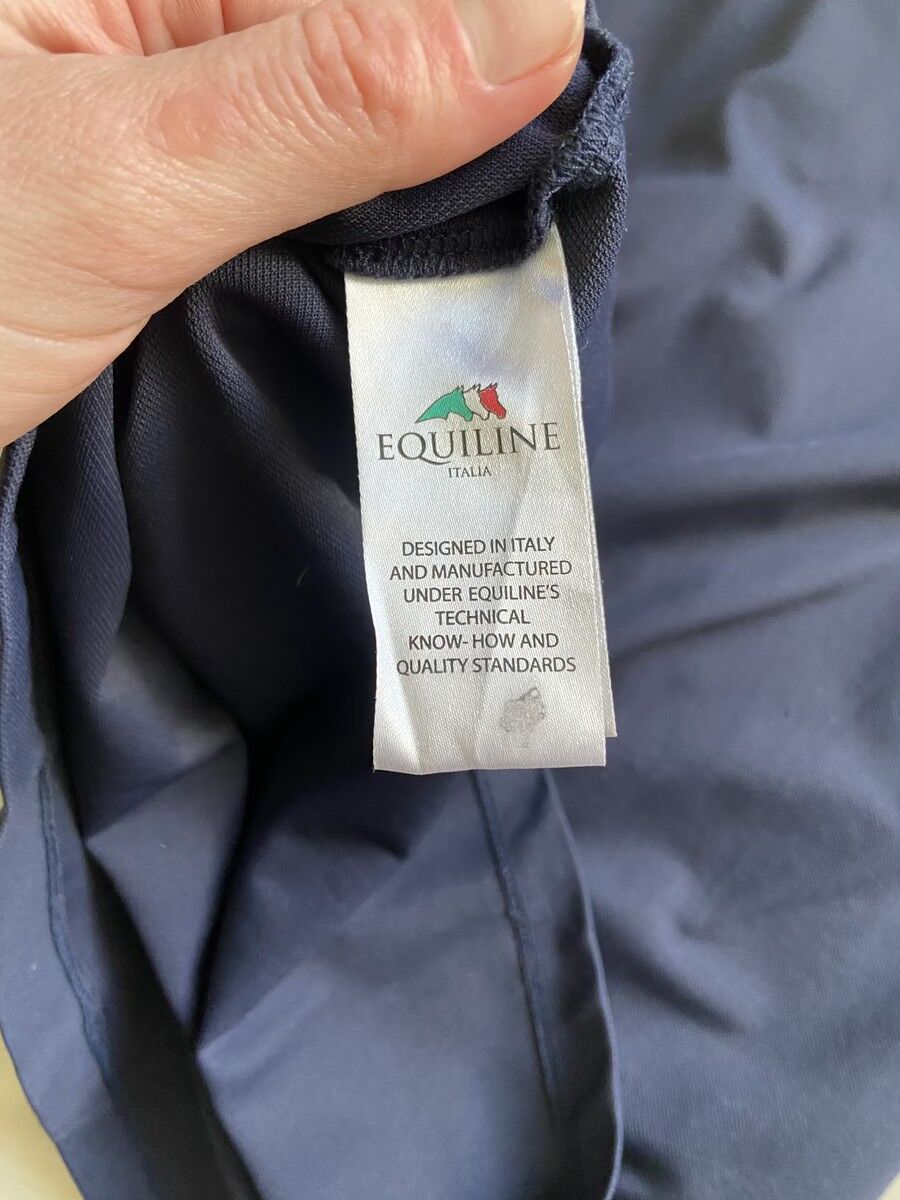 EQUILINE
ITALIA
DESIGNED IN ITALY
AND MANUFACTURED
UNDER EQUILINE'S
TECHNICAL
KNOW-HOW AND
QUALITY STANDARDS